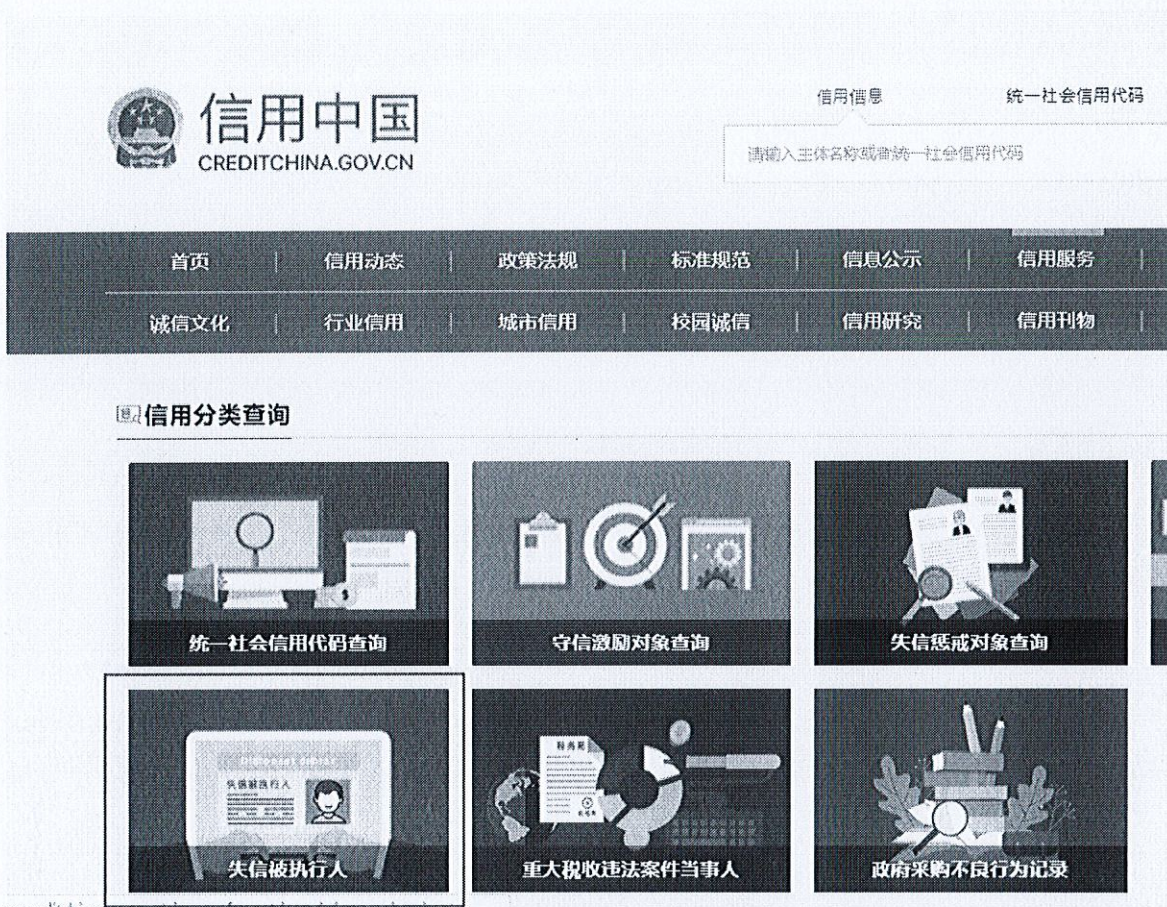 信用中国
CREDITCHINA.GOV.CN
信用信息
统一社会信用代码
请输入主体名称或者统一社会信用代码
首页
信用动态
政策法规
标准规范
信息公示
信用服务
诚信文化
行业信用
城市信用
校园诚信
信用研究
信用刊物
信用分类查询
统一社会信用代码查询
守信激励对象查询
失信惩戒对象查询
失信被执行人
失信被执行人
税务局
重大税收违法案件当事人
政府采购不良行为记录